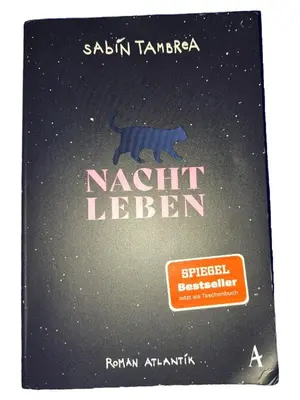 SABIN TAMBREA
NACHT
LEBEN
SPIEGEL
Bestseller
Jetzt als Taschenbuch
ROMAN ATLANTIK
A